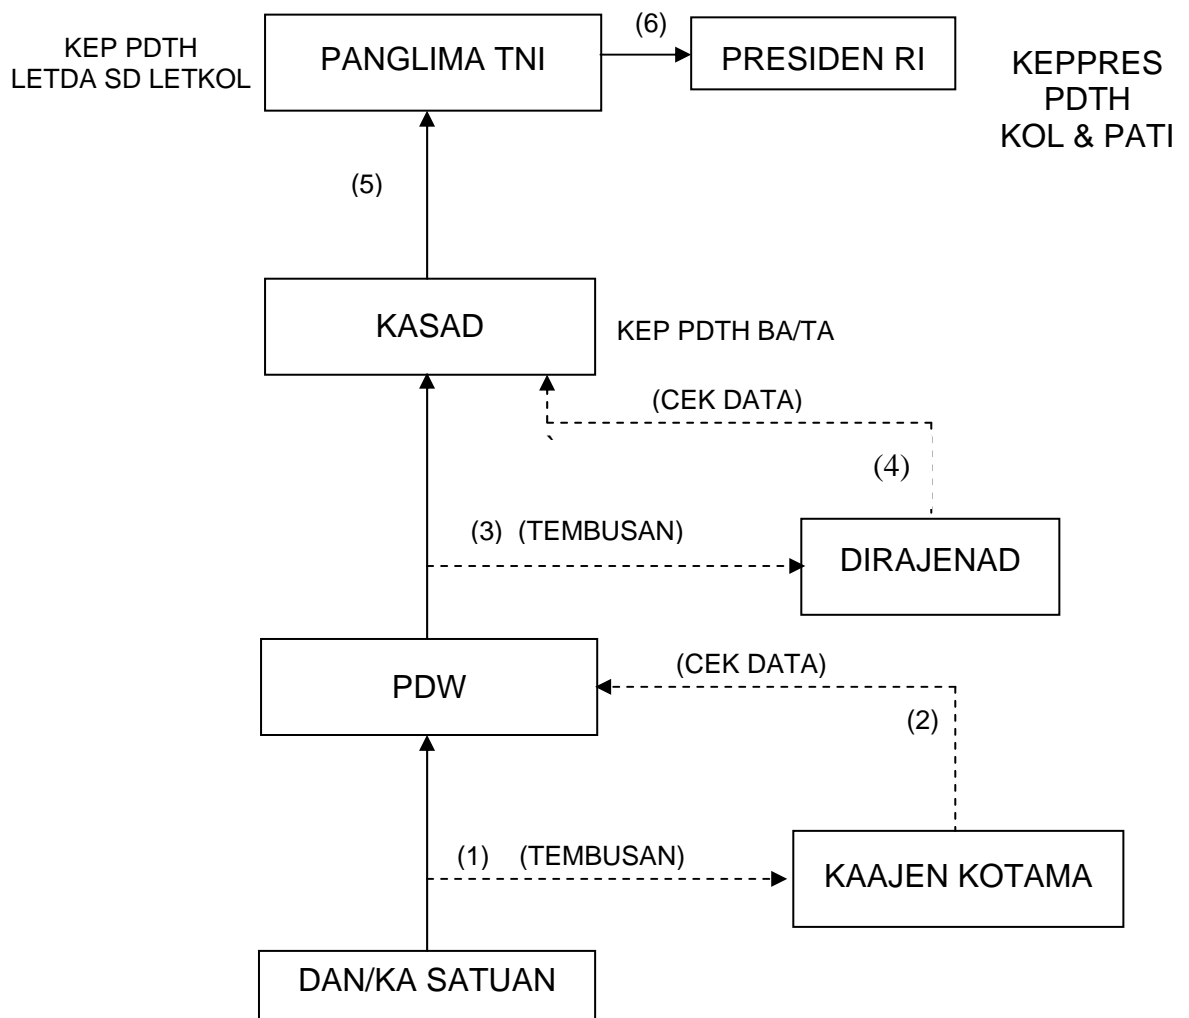 (6)
KEP PDTH
LETDA SD LETKOL
PANGLIMA TNI
PRESIDEN RI
KEPPRES
PDTH
KOL & PATI
(5)
KASAD
KEP PDTH BA/TA
(CEK DATA)
`
(4)
(3) (TEMBUSAN)
DIRAJENAD
PDW
(CEK DATA)
(2)
(1) (TEMBUSAN)
KAAJEN KOTAMA
DAN/KA SATUAN